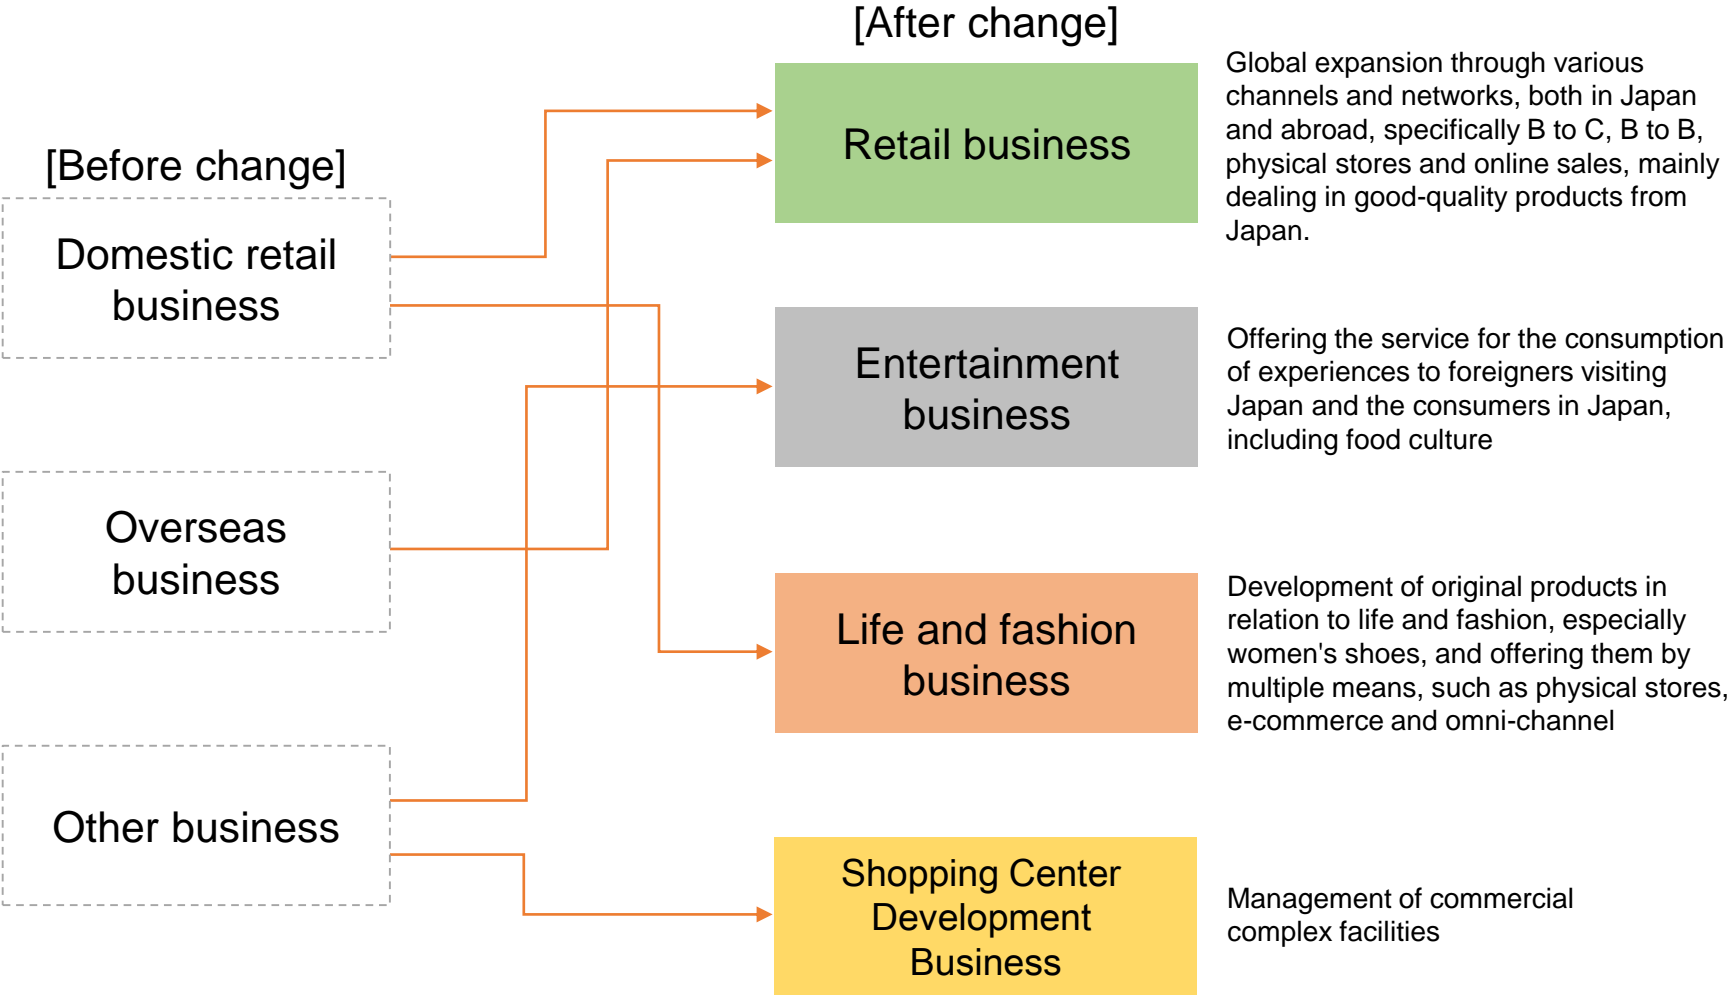 [Before change]
Domestic retail
business
Overseas
business
Other business
[After change]
Retail business
Global expansion through various
channels and networks, both in Japan
and abroad, specifically B to C, B to B,
physical stores and online sales, mainly
dealing in good-quality products from
Japan.
Entertainment
business
Offering the service for the consumption
of experiences to foreigners visiting
Japan and the consumers in Japan,
including food culture
Life and fashion
business
Development of original products in
relation to life and fashion, especially
women's shoes, and offering them by
multiple means, such as physical stores,
e-commerce and omni-channel
Shopping Center
Development
Business
Management of commercial
complex facilities